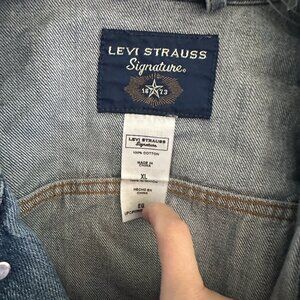 LEVI STRAUSS
Signature®
18 73
LEVI STRAUSS
Signature
100% COTTON
MADE IN
CHINA
XL
HECHO EN
CHINA